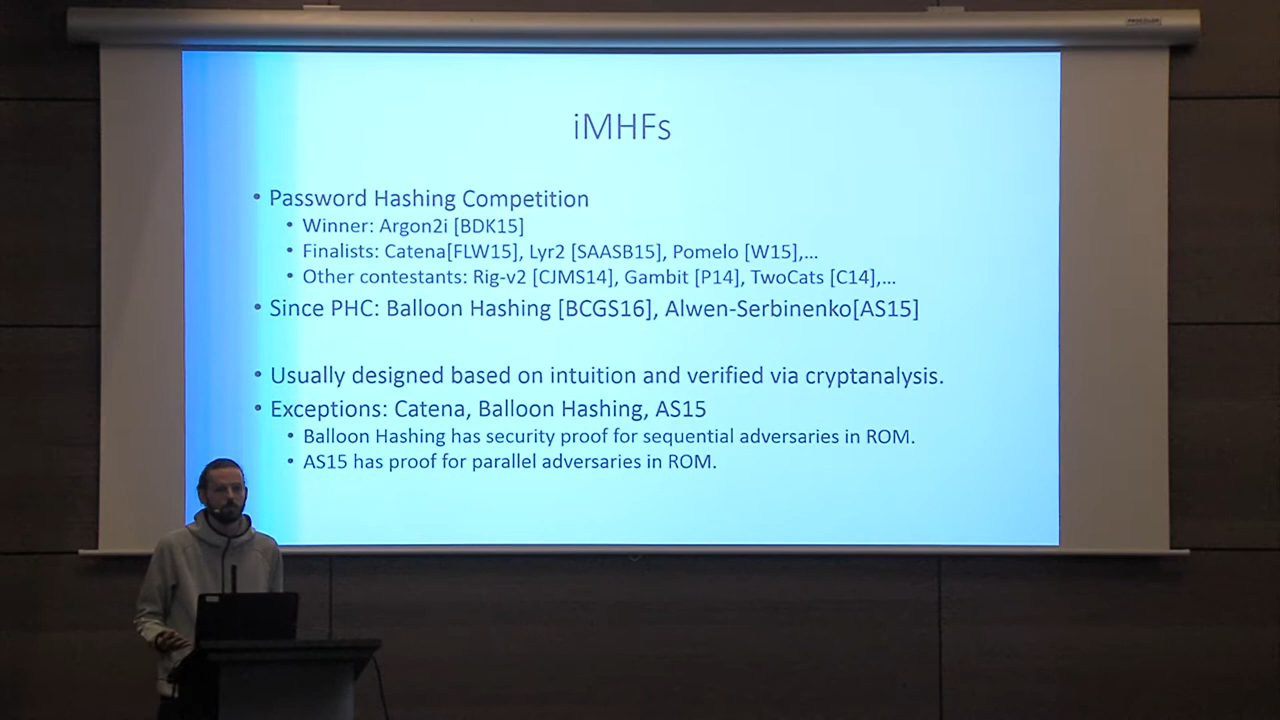 PROCOLOR
iMHFs
• Password Hashing Competition
• Winner: Argon2i [BDK15]
• Finalists: Catena[FLW15], Lyr2 [SAASB15], Pomelo [W15],...
• Other contestants: Rig-v2 [CJMS14], Gambit [P14], TwoCats [C14],...
• Since PHC: Balloon Hashing [BCGS16], Alwen-Serbinenko[AS15]
• Usually designed based on intuition and verified via cryptanalysis.
• Exceptions: Catena, Balloon Hashing, AS15
• Balloon Hashing has security proof for sequential adversaries in ROM.
• AS15 has proof for parallel adversaries in ROM.